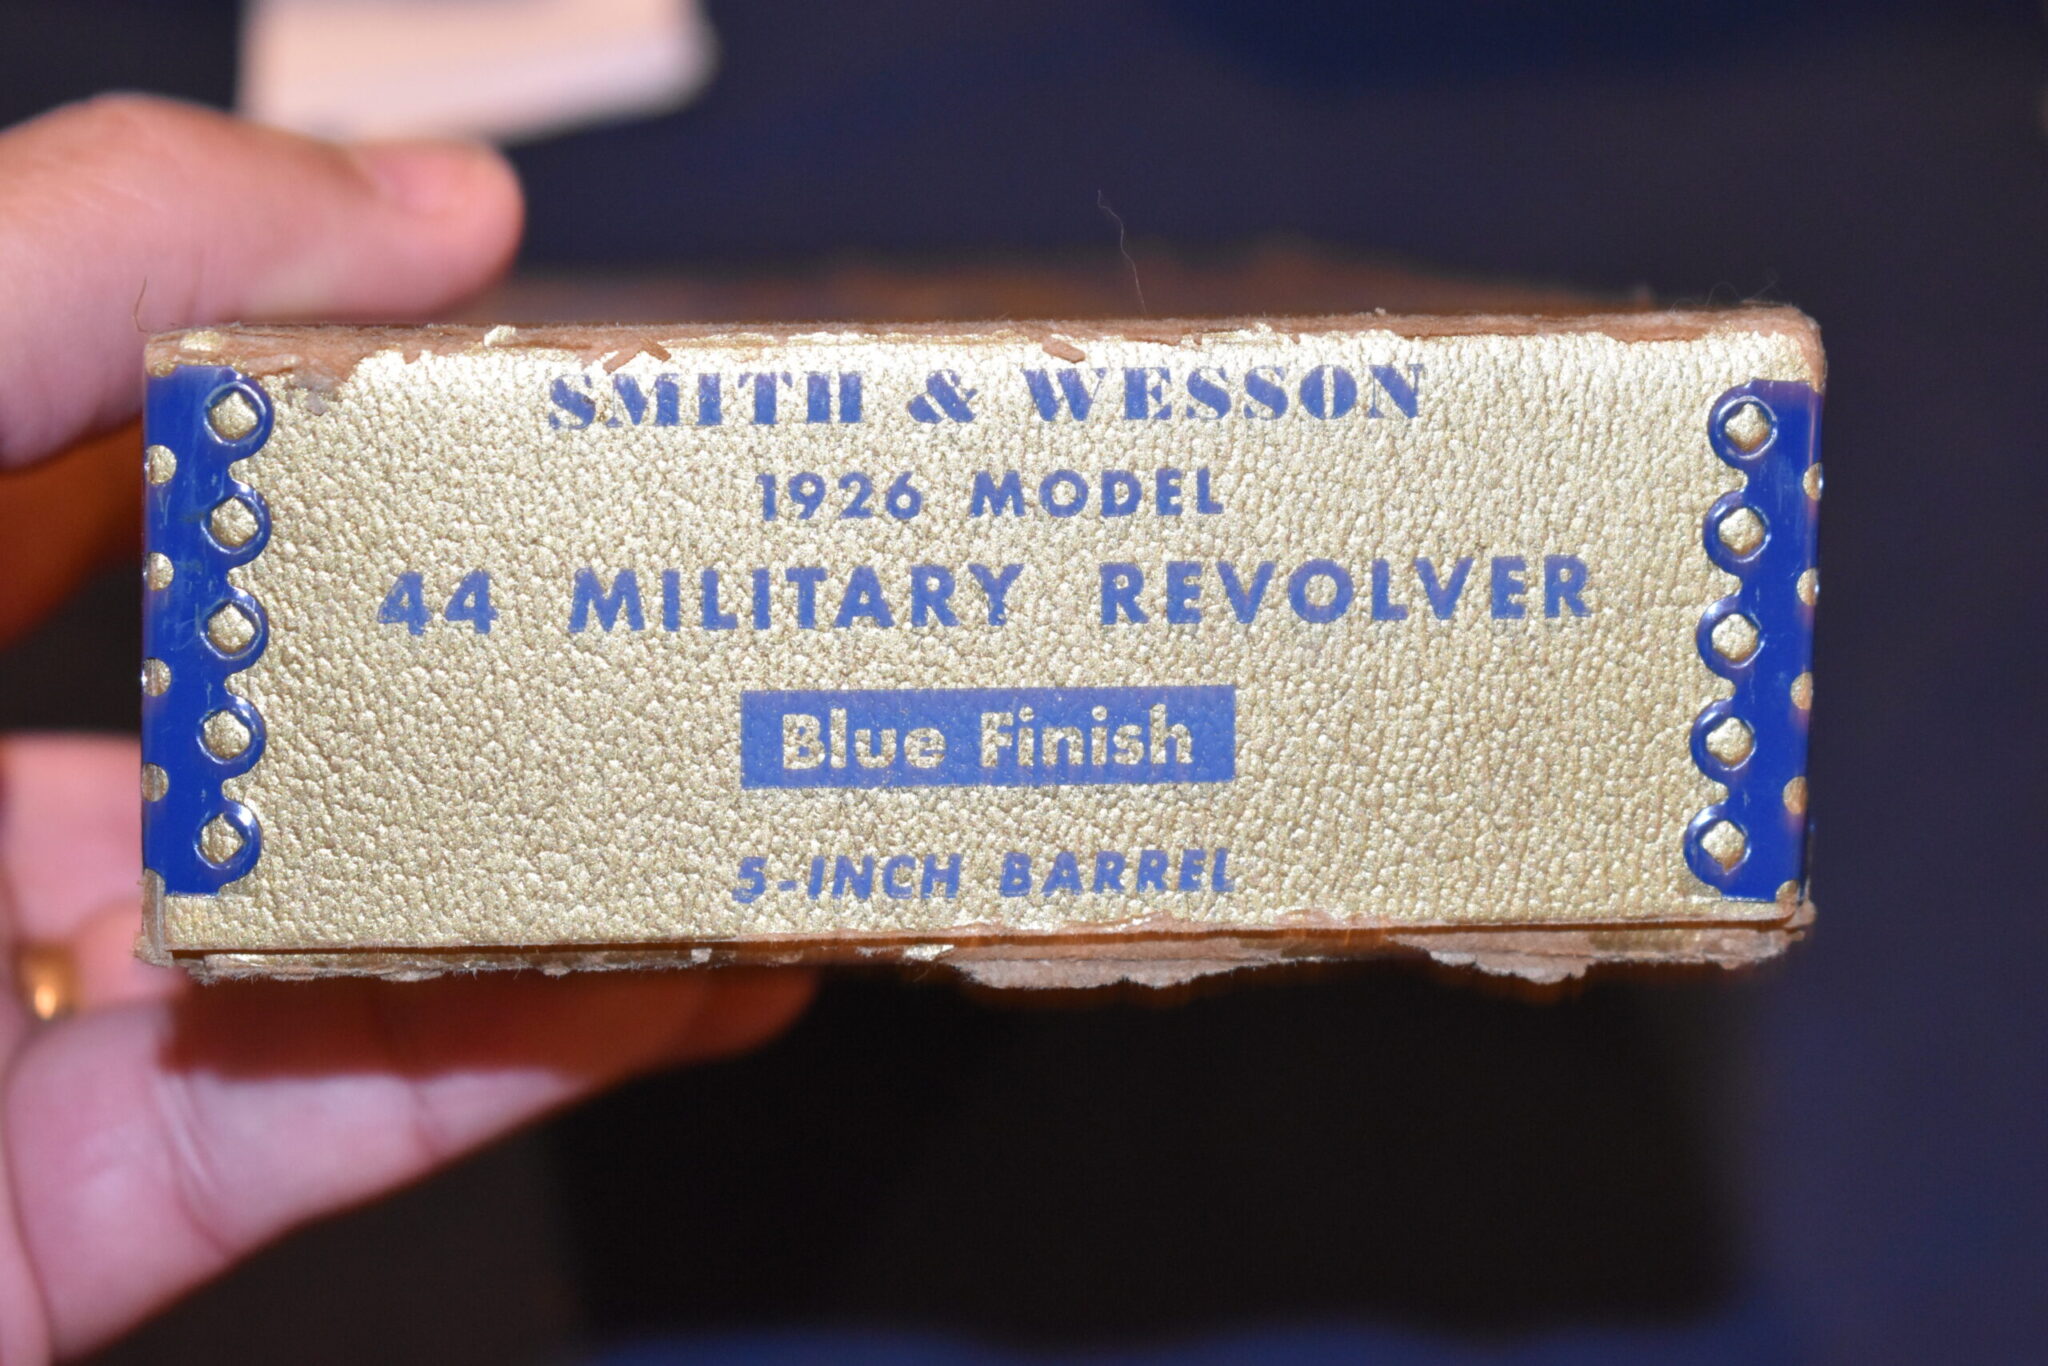 SMITH & WESSON
1926 MODEL
44 MILITARY REVOLVER
Blue Finish
5-INCH BARREL